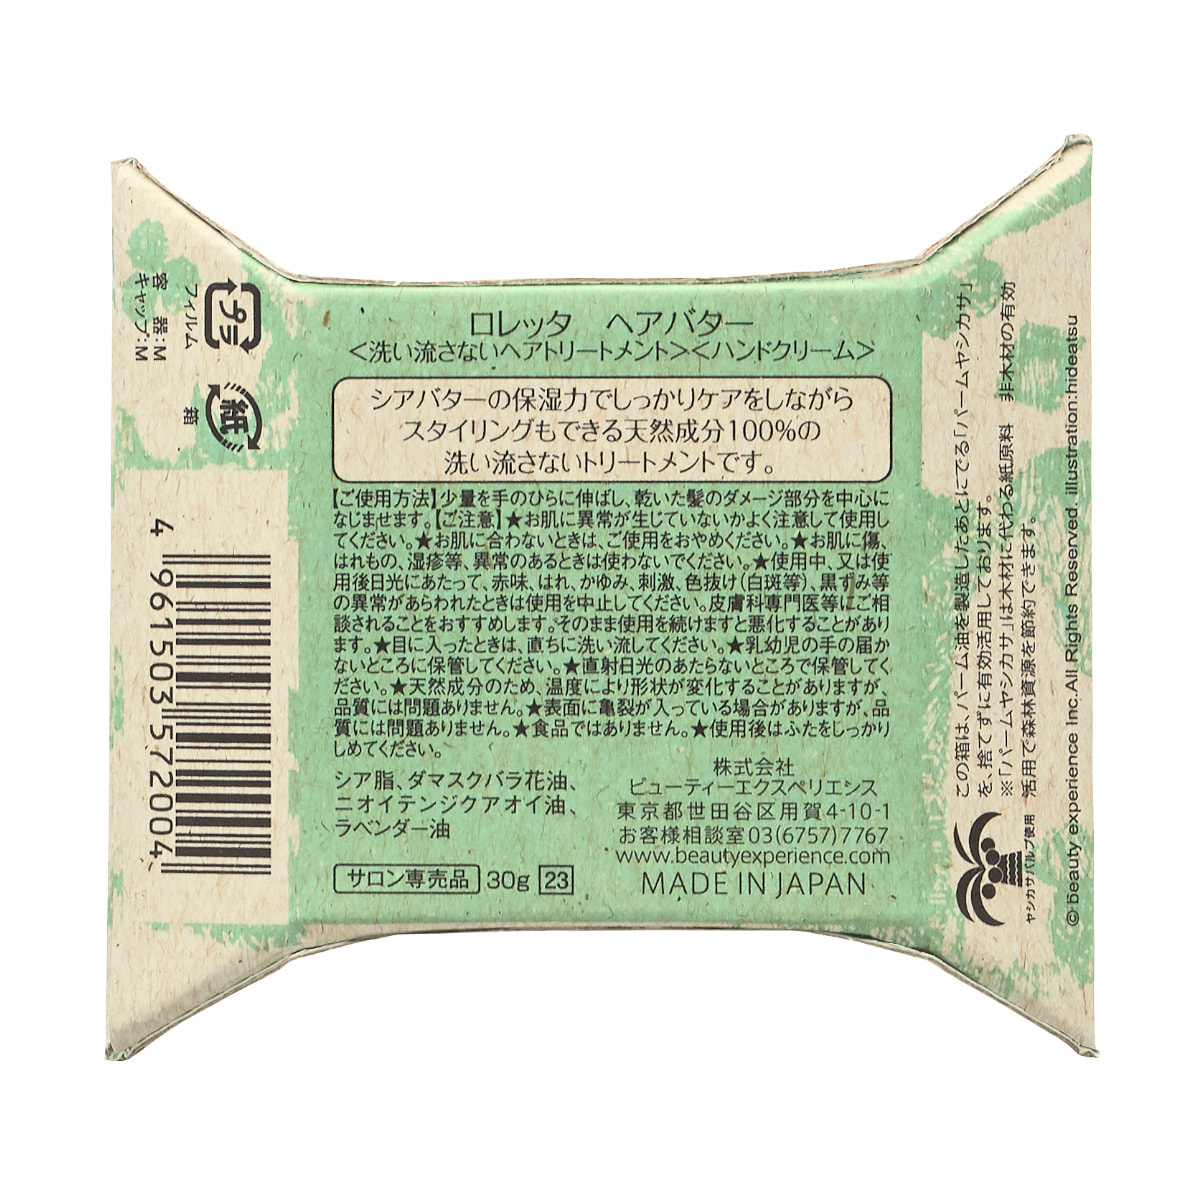 ロレッタ　ヘアバター
<洗い流さないヘアトリートメント><ハンドクリーム>
シアバターの保湿力でしっかりケアをしながら
スタイリングもできる天然成分100%の
洗い流さないトリートメントです。
【ご使用方法】少量を手のひらに伸ばし、乾いた髪のダメージ部分を中心に
なじませます。【ご注意】★お肌に異常が生じていないかよく注意して使用し
てください。★お肌に合わないときは、ご使用をおやめください。★お肌に傷、
はれもの、湿疹等、異常のあるときは使わないでください。★使用中、又は使
用後日光にあたって、赤味、はれ、かゆみ、刺激、色抜け(白斑等)、黒ずみ等
の異常があらわれたときは使用を中止してください。皮膚科専門医等にご相
談されることをおすすめします。そのまま使用を続けますと悪化することがあり
ます。★目に入ったときは、直ちに洗い流してください。★乳幼児の手の届か
ないところに保管してください。★直射日光のあたらないところで保管してく
ださい。★天然成分のため、温度により形状が変化することがありますが、
品質には問題ありません。★表面に亀裂が入っている場合がありますが、品
質には問題ありません。★食品ではありません。★使用後はふたをしっかり
しめてください。
シア脂、ダマスクバラ花油、
ニオイテンジクアオイ油、
ラベンダー油
サロン専売品 30g 23
株式会社
ビューティーエクスペリエンス
東京都世田谷区用賀4-10-1
お客様相談室03(6757)7767
www.beautyexperience.com
MADE IN JAPAN
プラ
フィルム
容　器:M
キャップ:M
紙
箱
4 961503 572004
この箱は、パーム油を製造したあとにでる「パームヤシカサ」
を、捨てずに有効活用しております。
※「パームヤシカサ」は木材に代わる紙原料　非木材の有効
活用で森林資源を節約できます。
ヤシカサパルプ使用
© beauty experience Inc.All Rights Reserved. illustration:hideatsu